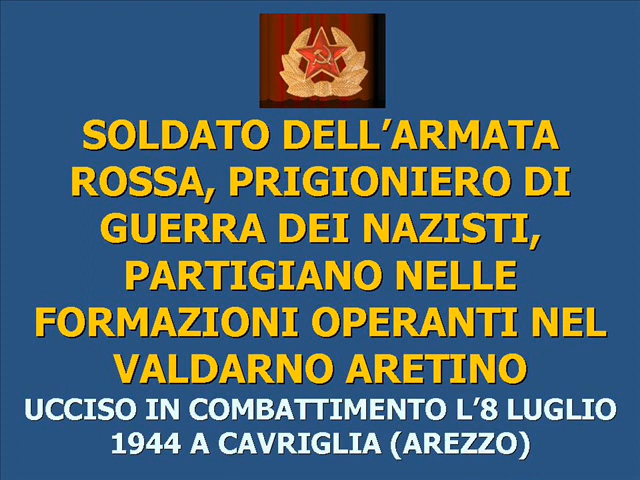 SOLDATO DELL’ARMATA
ROSSA, PRIGIONIERO DI
GUERRA DEI NAZISTI,
PARTIGIANO NELLE
FORMAZIONI OPERANTI NEL
VALDARNO ARETINO
UCCISO IN COMBATTIMENTO L’8 LUGLIO
1944 A CAVRIGLIA (AREZZO)